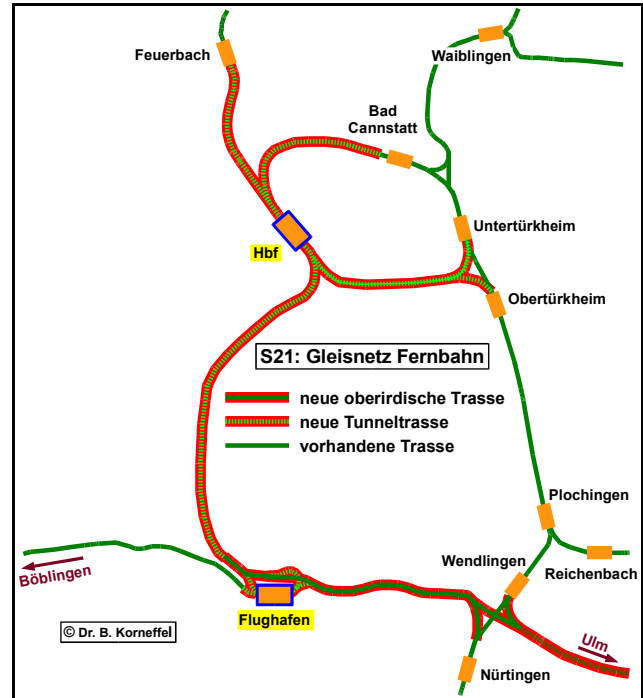 Feuerbach
Waiblingen
Bad
Cannstatt
Untertürkheim
Hbf
Obertürkheim
S21: Gleisnetz Fernbahn
neue oberirdische Trasse
neue Tunneltrasse
vorhandene Trasse
Plochingen
Wendlingen
Reichenbach
Böblingen
Flughafen
© Dr. B. Korneffel
Ulm
Nürtingen